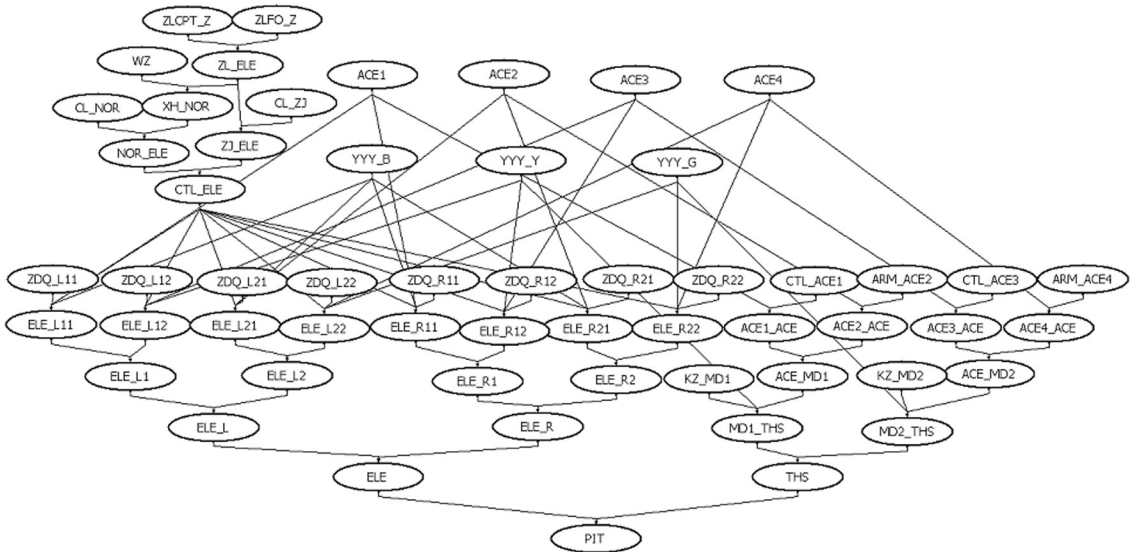 ZLCPT_Z
ZLFO_Z
WZ
ZL_ELE
ACE1
ACE2
ACE3
ACE4
CL_NOR
XH_NOR
CL_ZJ
NOR_ELE
ZJ_ELE
YYY_B
YYY_Y
YYY_G
CTL_ELE
ZDQ_L11
ZDQ_L12
ZDQ_L21
ZDQ_L22
ZDQ_R11
ZDQ_R12
ZDQ_R21
ZDQ_R22
CTL_ACE1
ARM_ACE2
CTL_ACE3
ARM_ACE4
ELE_L11
ELE_L12
ELE_L21
ELE_L22
ELE_R11
ELE_R12
ELE_R21
ELE_R22
ACE1_ACE
ACE2_ACE
ACE3_ACE
ACE4_ACE
ELE_L1
ELE_L2
ELE_R1
ELE_R2
KZ_MD1
ACE_MD1
KZ_MD2
ACE_MD2
ELE_L
ELE_R
MD1_THS
MD2_THS
ELE
THS
PIT